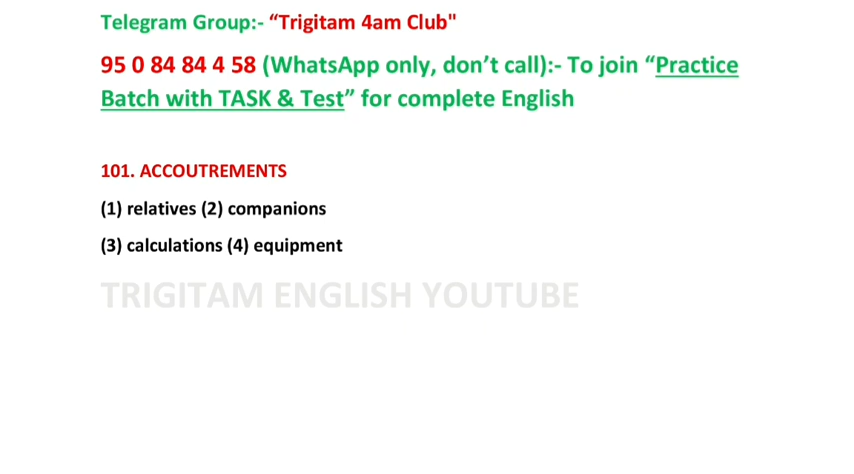 Telegram Group:- “Trigitam 4am Club"
95 0 84 84 4 58 (WhatsApp only, don’t call):- To join “Practice
Batch with TASK & Test” for complete English
101. ACCOUTREMENTS
(1) relatives (2) companions
(3) calculations (4) equipment
TRIGITAM ENGLISH YOUTUBE